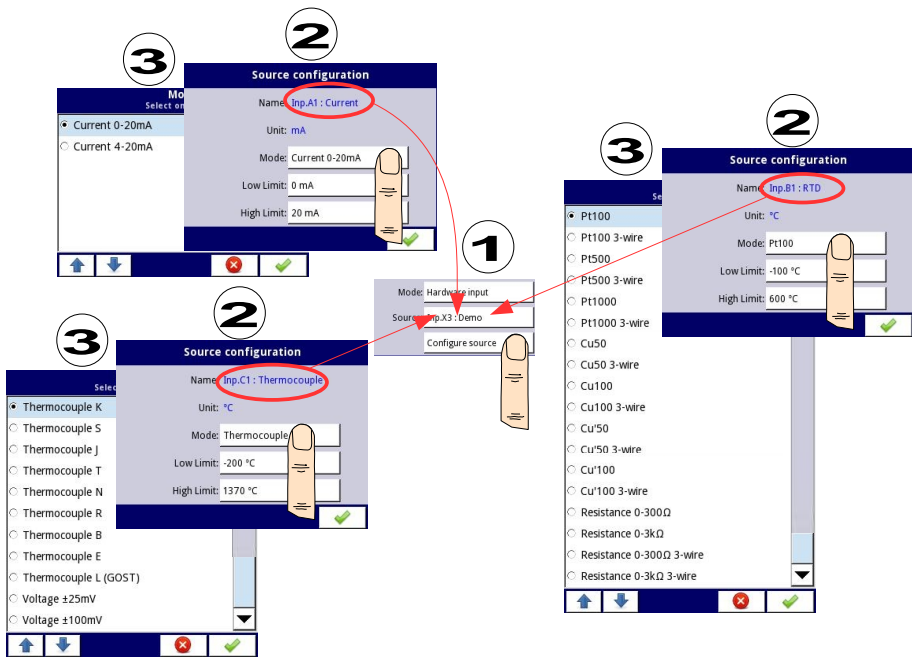 3
2
Mo
Select on
Current 0-20mA
Current 4-20mA
Source configuration
Name: Inp.A1 : Current
Unit: mA
Mode: Current 0-20mA
Low Limit: 0 mA
High Limit: 20 mA
1
Mode: Hardware input
Source: Inp.X3 : Demo
Configure source
3
2
Se
Pt100
Pt100 3-wire
Pt500
Pt500 3-wire
Pt1000
Pt1000 3-wire
Cu50
Cu50 3-wire
Cu100
Cu100 3-wire
Cu'50
Cu'50 3-wire
Cu'100
Cu'100 3-wire
Resistance 0-300Ω
Resistance 0-3kΩ
Resistance 0-300Ω 3-wire
Resistance 0-3kΩ 3-wire
Source configuration
Name: Inp.B1 : RTD
Unit: °C
Mode: Pt100
Low Limit: -100 °C
High Limit: 600 °C
3
2
Selec
Thermocouple K
Thermocouple S
Thermocouple J
Thermocouple T
Thermocouple N
Thermocouple R
Thermocouple B
Thermocouple E
Thermocouple L (GOST)
Voltage ±25mV
Voltage ±100mV
Source configuration
Name: Inp.C1 : Thermocouple
Unit: °C
Mode: Thermocouple
Low Limit: -200 °C
High Limit: 1370 °C